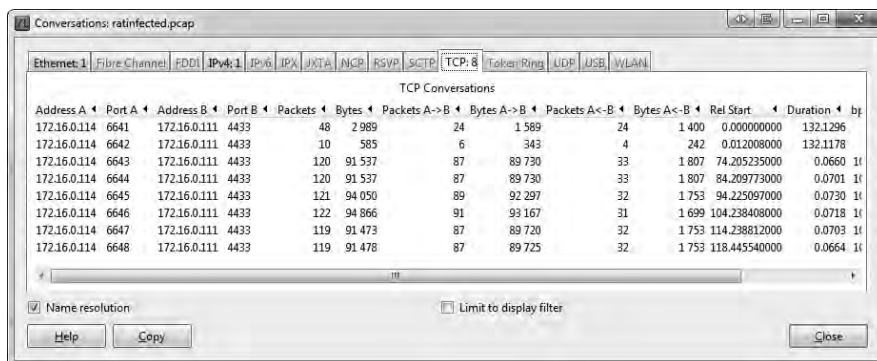 Conversations: ratinfected.pcap
Ethernet: 1 Fibre Channel FDDI IPv4: 1 IPv6 IPX JXTA NCP RSVP SCTP TCP: 8 Token Ring UDP USB WLAN
TCP Conversations
Address A Port A Address B Port B Packets Bytes Packets A->B Bytes A->B Packets A<-B Bytes A<-B Rel Start Duration
172.16.0.114 6641 172.16.0.111 4433 48 2 989 24 1 589 24 1 400 0.000000000 132.1296
172.16.0.114 6642 172.16.0.111 4433 10 585 6 343 4 242 0.012008000 132.1178
172.16.0.114 6643 172.16.0.111 4433 120 91 537 87 89 730 33 1 807 74.205235000 0.0660
172.16.0.114 6644 172.16.0.111 4433 120 91 537 87 89 730 33 1 807 84.209773000 0.0701
172.16.0.114 6645 172.16.0.111 4433 121 94 050 89 92 297 32 1 753 94.225097000 0.0730
172.16.0.114 6646 172.16.0.111 4433 122 94 866 91 93 167 31 1 699 104.238408000 0.0718
172.16.0.114 6647 172.16.0.111 4433 119 91 473 87 89 720 32 1 753 114.238812000 0.0703
172.16.0.114 6648 172.16.0.111 4433 119 91 478 87 89 725 32 1 753 118.445540000 0.0664
Name resolution Limit to display filter
Help Copy Close